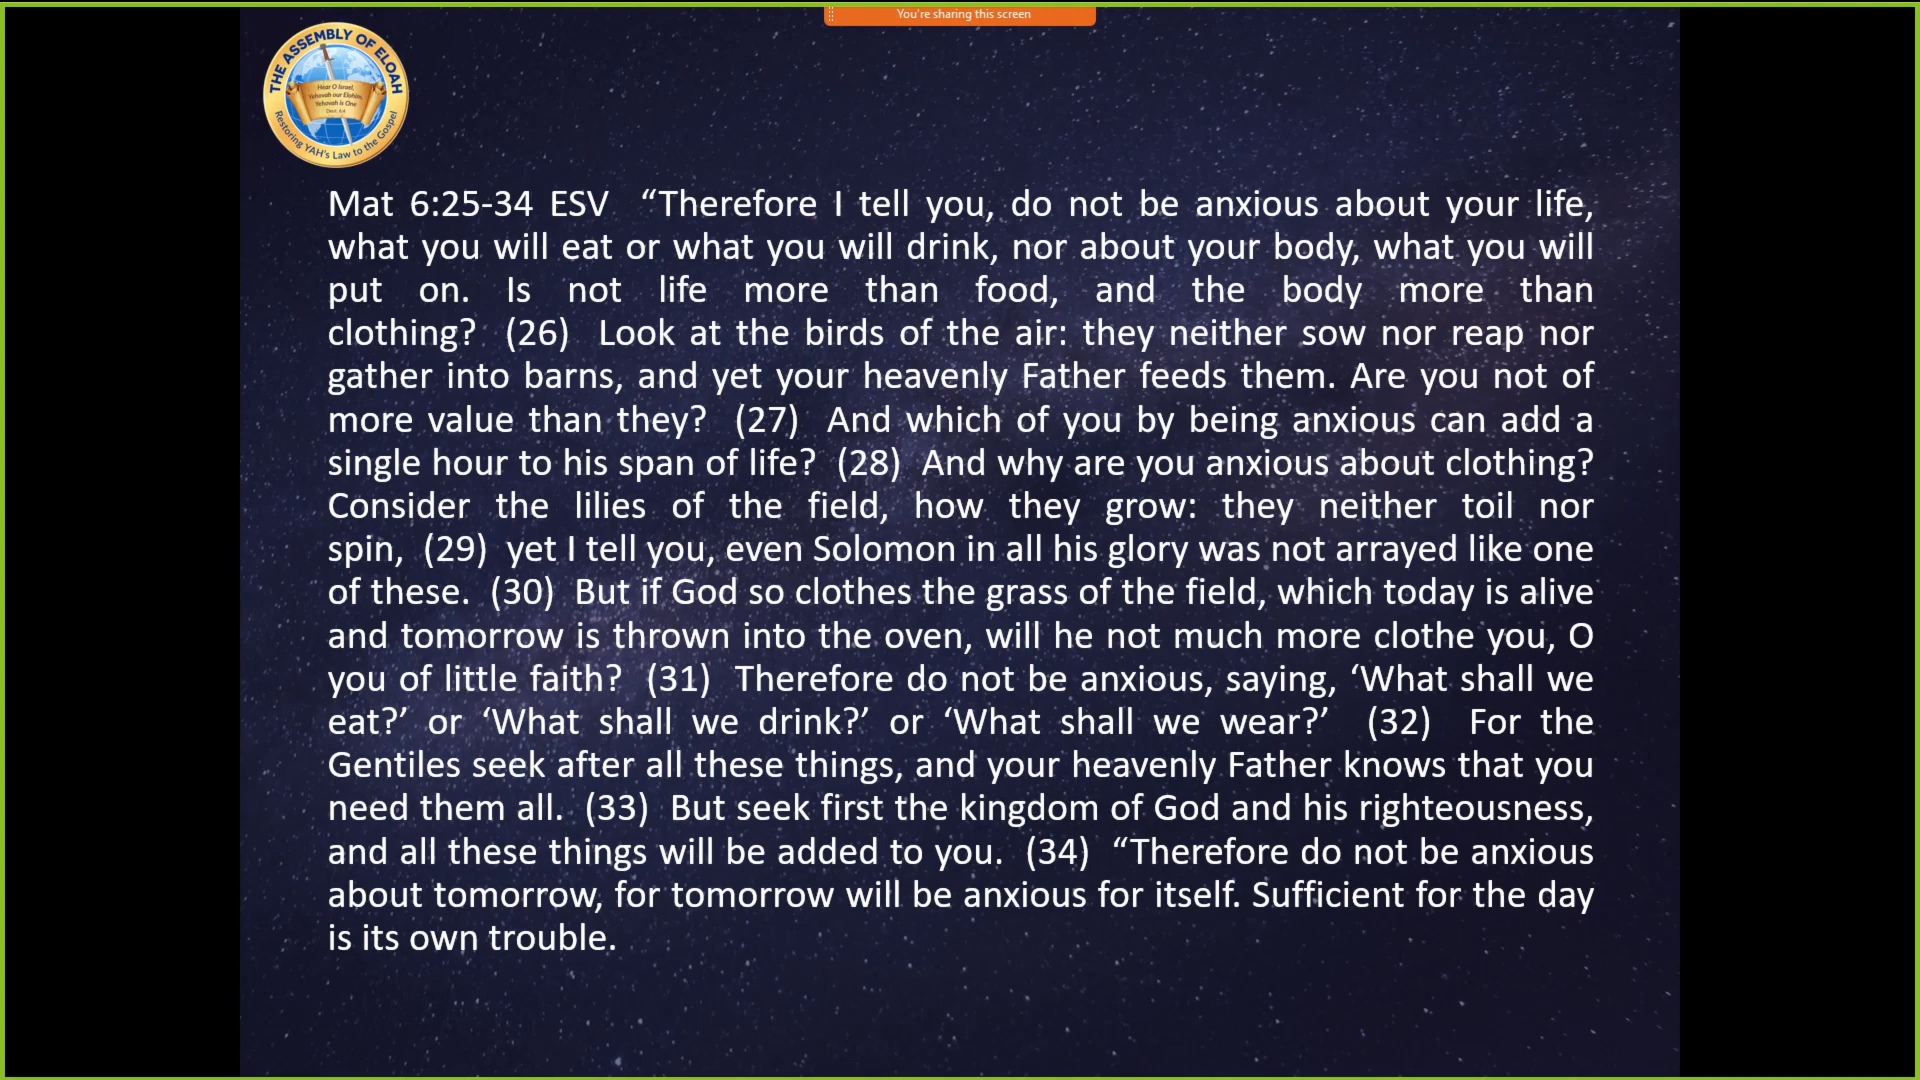 You're sharing this screen
THE ASSEMBLY OF ELOAH
Hear O Israel,
Yehovah our Elohim,
Yehovah is One
Deut. 6:4
Restoring YAH's Law to the Gospel
Mat 6:25-34 ESV “Therefore I tell you, do not be anxious about your life,
what you will eat or what you will drink, nor about your body, what you will
put on. Is not life more than food, and the body more than
clothing? (26) Look at the birds of the air: they neither sow nor reap nor
gather into barns, and yet your heavenly Father feeds them. Are you not of
more value than they? (27) And which of you by being anxious can add a
single hour to his span of life? (28) And why are you anxious about clothing?
Consider the lilies of the field, how they grow: they neither toil nor
spin, (29) yet I tell you, even Solomon in all his glory was not arrayed like one
of these. (30) But if God so clothes the grass of the field, which today is alive
and tomorrow is thrown into the oven, will he not much more clothe you, O
you of little faith? (31) Therefore do not be anxious, saying, ‘What shall we
eat?’ or ‘What shall we drink?’ or ‘What shall we wear?’ (32) For the
Gentiles seek after all these things, and your heavenly Father knows that you
need them all. (33) But seek first the kingdom of God and his righteousness,
and all these things will be added to you. (34) “Therefore do not be anxious
about tomorrow, for tomorrow will be anxious for itself. Sufficient for the day
is its own trouble.